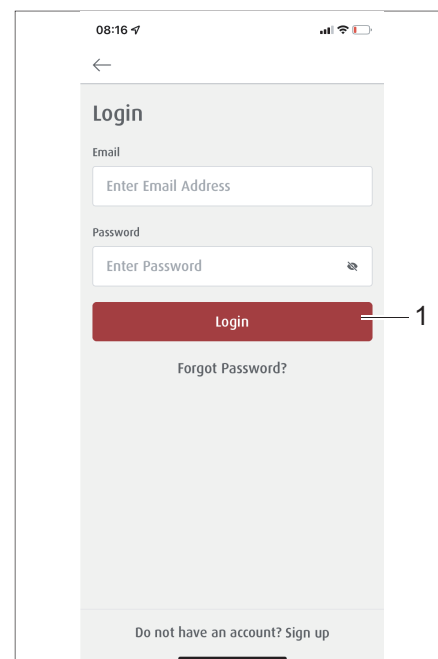 08:16
Login
Email
Enter Email Address
Password
Enter Password
Login
1
Forgot Password?
Do not have an account? Sign up